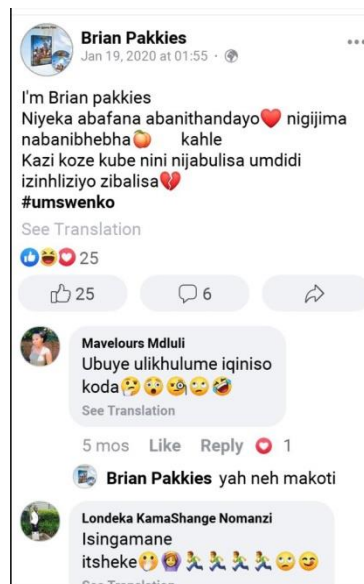 Brian Pakkies
Jan 19, 2020 at 01:55 ·
I'm Brian pakkies
Niyeka abafana abanithandayo❤️ nigijima
nabanibhebha🍑 kahle
Kazi koze kube nini nijabulisa umdidi
izinhliziyo zibalisa💔
#umswenko
See Translation
25
25 6
Mavelours Mdluli
Ubuye ulikhulume iqiniso
koda🤔😯🧐🙄🤣
See Translation
5 mos Like Reply 1
Brian Pakkies yah neh makoti
Londeka KamaShange Nomanzi
Isingamane
itsheke🤭🙆‍♀️🏃‍♀️🏃‍♀️🏃‍♀️🏃‍♀️🙄😊
See Translation